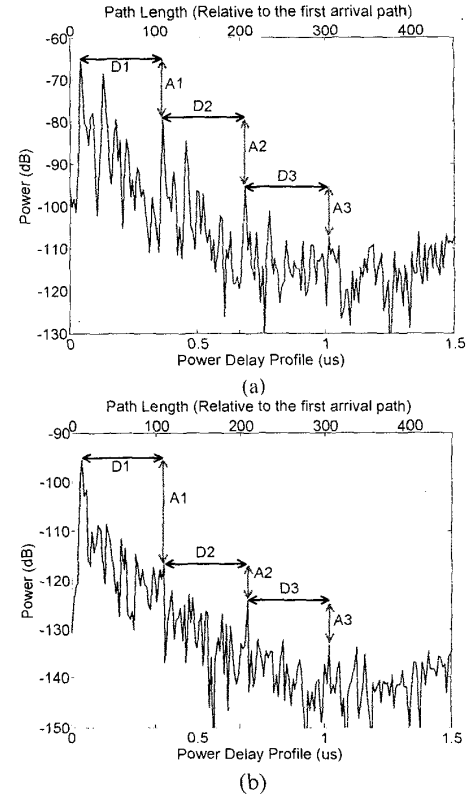 Path Length (Relative to the first arrival path)
0 100 200 300 400
-60
D1
A1
-70
D2
-80
A2
-90
D3
A3
-100
-110
-120
-130
Power (dB)
0 0.5 1 1.5
Power Delay Profile (us)
(a)
Path Length (Relative to the first arrival path)
0 100 200 300 400
-90
D1
A1
-100
-110
D2
A2
D3
-120
A3
-130
-140
-150
Power (dB)
0 0.5 1 1.5
Power Delay Profile (us)
(b)